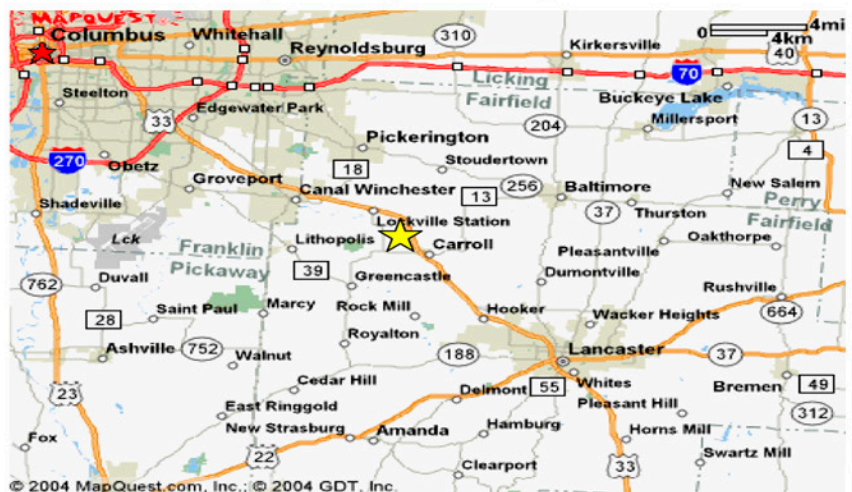 MAPQUEST
Columbus
Whitehall
Reynoldsburg
310
Kirkersville
0
4mi
4km
40
70
Licking
Fairfield
Buckeye Lake
Steelton
Edgewater Park
33
204
Millersport
13
Pickerington
4
270
Obetz
18
Stoudertown
Groveport
Canal Winchester
13
256
Baltimore
New Salem
Shadeville
Lockville Station
37
Thurston
Perry
Fairfield
Lck
Franklin
Lithopolis
Carroll
Pleasantville
Oakthorpe
Pickaway
39
762
Duvall
Greencastle
Dumontville
Rushville
Saint Paul
Marcy
Rock Mill
Hooker
Wacker Heights
664
28
Royalton
Ashville
752
Walnut
188
Lancaster
37
Cedar Hill
Delmont
55
Whites
Bremen
49
23
East Ringgold
Pleasant Hill
312
New Strasburg
Amanda
Hamburg
Horns Mill
Fox
22
Clearport
33
Swartz Mill
© 2004 MapQuest.com, Inc.; © 2004 GDT, Inc.